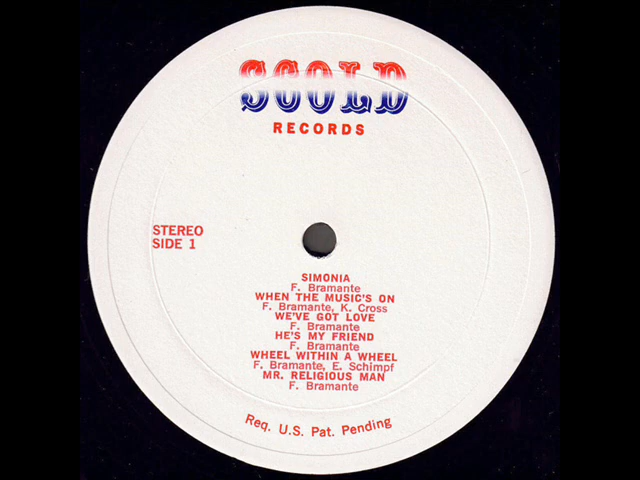 SCOLD
RECORDS
STEREO
SIDE 1
SIMONIA
F. Bramante
WHEN THE MUSIC'S ON
F. Bramante, K. Cross
WE'VE GOT LOVE
F. Bramante
HE'S MY FRIEND
F. Bramante
WHEEL WITHIN A WHEEL
F. Bramante, E. Schimpf
MR. RELIGIOUS MAN
F. Bramante
Req. U.S. Pat. Pending